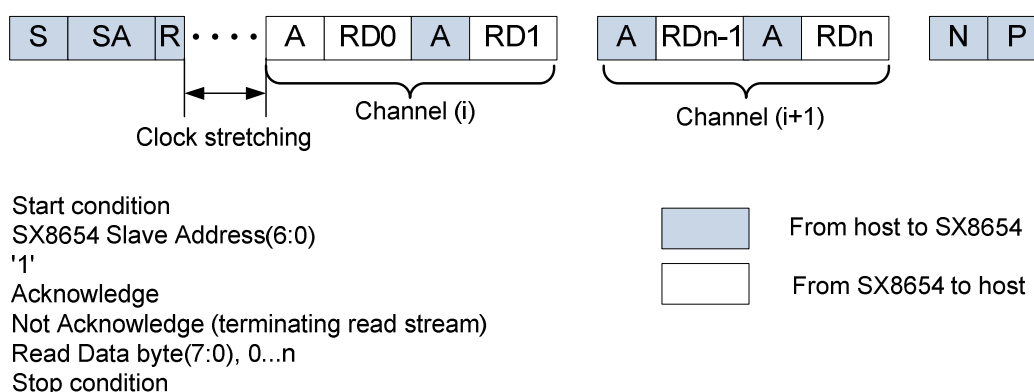 S SA R A RD0 A RD1 A RDn-1 A RDn N P
Clock stretching
Channel (i)
Channel (i+1)
Start condition
SX8654 Slave Address(6:0)
'1'
Acknowledge
Not Acknowledge (terminating read stream)
Read Data byte(7:0), 0...n
Stop condition
From host to SX8654
From SX8654 to host